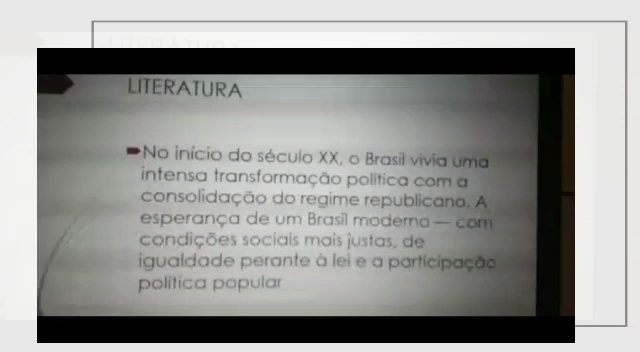 LITERATURA
No início do século XX, o Brasil vivia uma
intensa transformação política com a
consolidação do regime republicano. A
esperança de um Brasil moderno — com
condições sociais mais justas, de
igualdade perante à lei e a participação
política popular